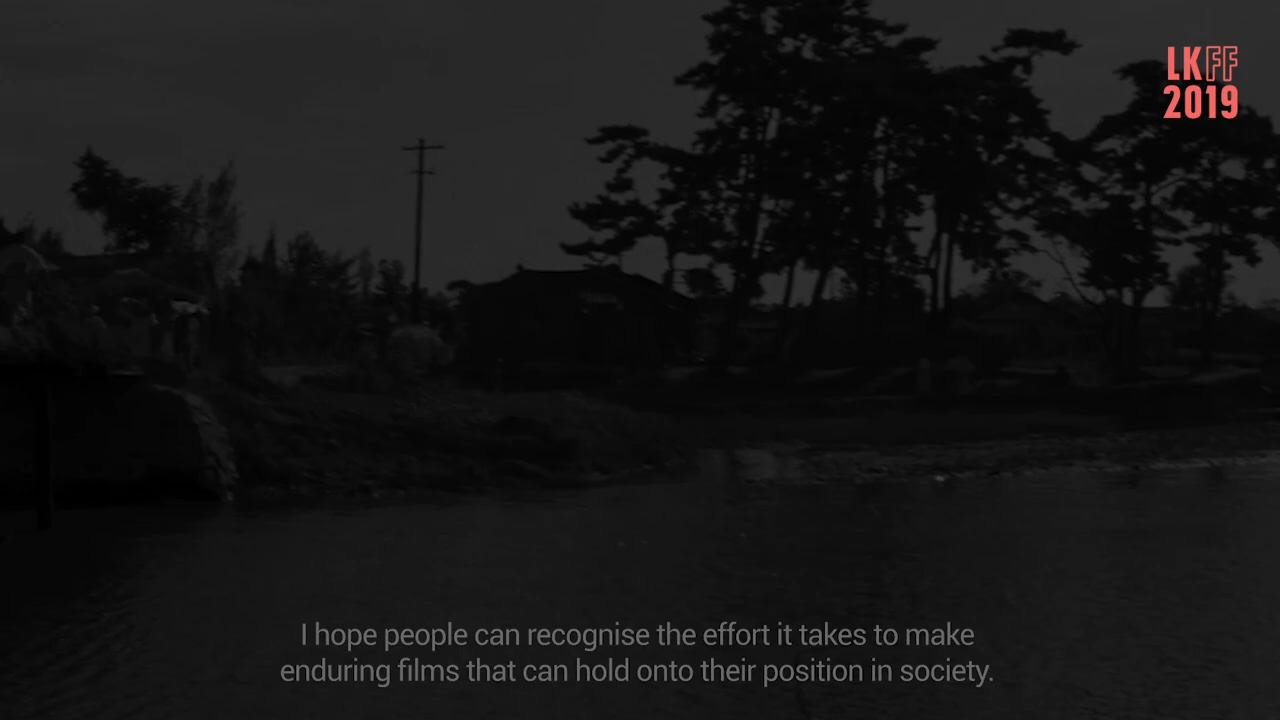 LKFF
2019
I hope people can recognise the effort it takes to make
enduring films that can hold onto their position in society.